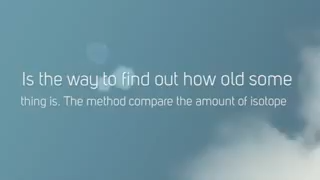 Is the way to find out how old some
thing is. The method compare the amount of isotope